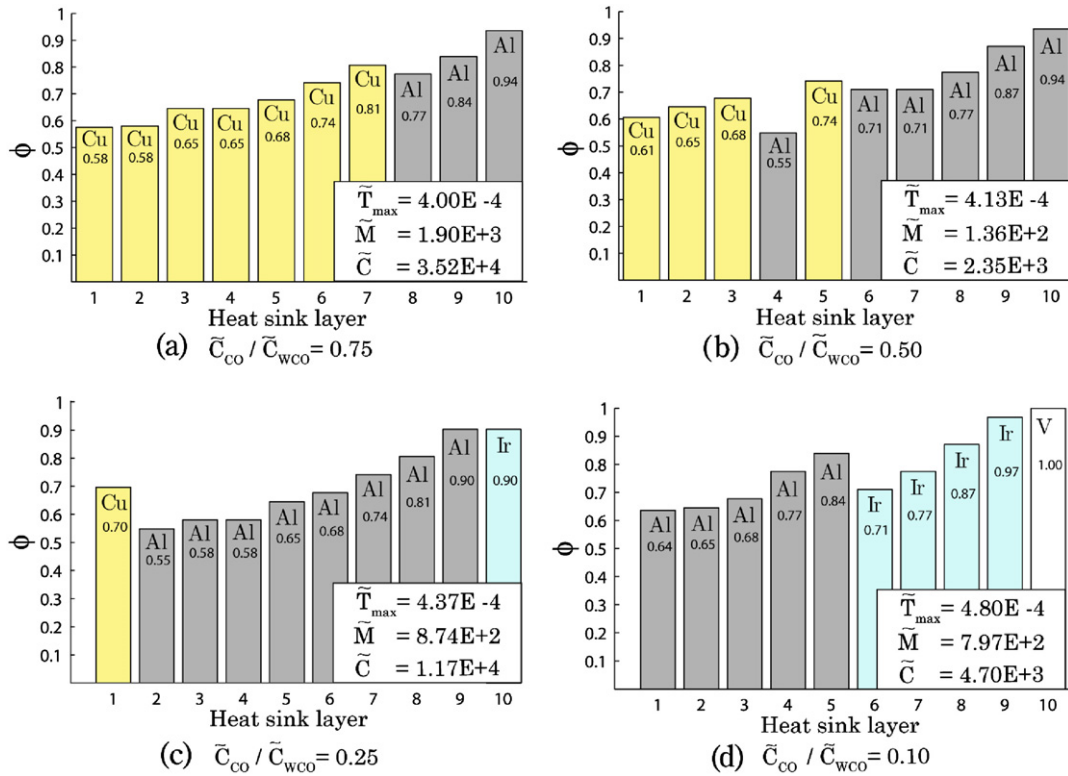 1
0.9
0.8
0.7
0.6
ϕ
0.5
0.4
0.3
0.2
0.1
Cu
0.58
Cu
0.58
Cu
0.65
Cu
0.65
Cu
0.68
Cu
0.74
Cu
0.81
Al
0.77
Al
0.84
Al
0.94
T̃max = 4.00E -4
M̃ = 1.90E+3
C̃ = 3.52E+4
1 2 3 4 5 6 7 8 9 10
Heat sink layer
(a) C̃CO / C̃WCO = 0.75
1
0.9
0.8
0.7
0.6
ϕ
0.5
0.4
0.3
0.2
0.1
Cu
0.61
Cu
0.65
Cu
0.68
Al
0.55
Cu
0.74
Al
0.71
Al
0.71
Al
0.77
Al
0.87
Al
0.94
T̃max = 4.13E -4
M̃ = 1.36E+2
C̃ = 2.35E+3
1 2 3 4 5 6 7 8 9 10
Heat sink layer
(b) C̃CO / C̃WCO = 0.50
1
0.9
0.8
0.7
0.6
ϕ
0.5
0.4
0.3
0.2
0.1
Cu
0.70
Al
0.55
Al
0.58
Al
0.58
Al
0.65
Al
0.68
Al
0.74
Al
0.81
Al
0.90
Ir
0.90
T̃max = 4.37E -4
M̃ = 8.74E+2
C̃ = 1.17E+4
1 2 3 4 5 6 7 8 9 10
Heat sink layer
(c) C̃CO / C̃WCO = 0.25
1
0.9
0.8
0.7
0.6
ϕ
0.5
0.4
0.3
0.2
0.1
Al
0.64
Al
0.65
Al
0.68
Al
0.77
Al
0.84
Ir
0.71
Ir
0.77
Ir
0.87
Ir
0.97
V
1.00
T̃max = 4.80E -4
M̃ = 7.97E+2
C̃ = 4.70E+3
1 2 3 4 5 6 7 8 9 10
Heat sink layer
(d) C̃CO / C̃WCO = 0.10